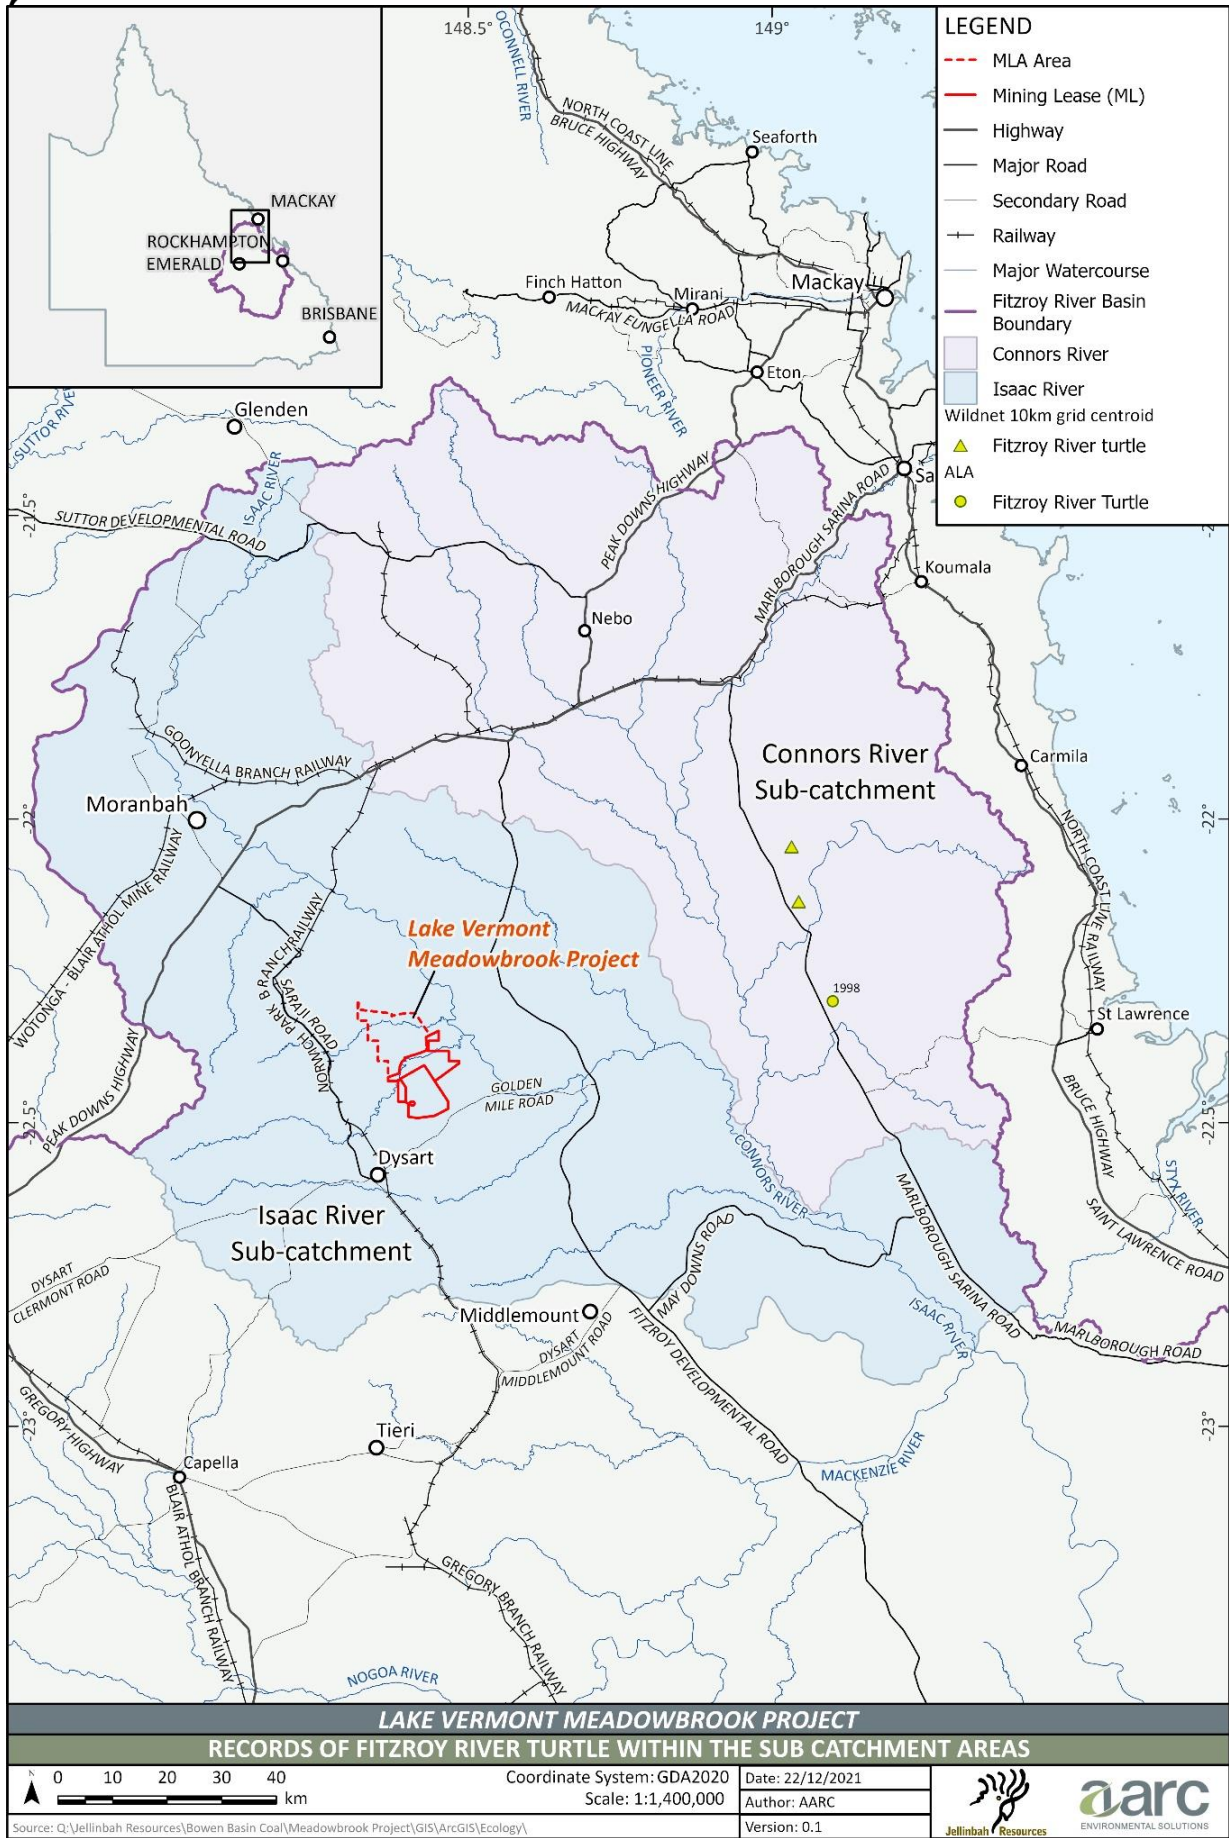 148.5°
149°
OCONNELL RIVER
NORTH COAST LINE
BRUCE HIGHWAY
Seaforth
LEGEND
MLA Area
Mining Lease (ML)
Highway
Major Road
Secondary Road
Railway
Major Watercourse
Fitzroy River Basin
Boundary
Connors River
Isaac River
Wildnet 10km grid centroid
Fitzroy River turtle
ALA
Fitzroy River Turtle
MACKAY
ROCKHAMPTON
EMERALD
BRISBANE
Finch Hatton
Mirani
Mackay
MACKAY EUNGELLA ROAD
PIONEER RIVER
Eton
SUTTOR RIVER
Glenden
ISAAC RIVER
PEAK DOWNS HIGHWAY
MARLBOROUGH SARINA ROAD
Sa
-21.5°
SUTTOR DEVELOPMENTAL ROAD
Koumala
Nebo
Connors River
Sub-catchment
Carmila
GOONYELLA BRANCH RAILWAY
Moranbah
-22°
-22°
WOTONGA - BLAIR ATHOL MINE RAILWAY
NORTH COAST LINE RAILWAY
NORWICH PARK BRANCH RAILWAY
SARAJI ROAD
Lake Vermont
Meadowbrook Project
1998
St Lawrence
PEAK DOWNS HIGHWAY
GOLDEN
MILE ROAD
-22.5°
-22.5°
BRUCE HIGHWAY
Dysart
CONNORS RIVER
STYX RIVER
Isaac River
Sub-catchment
MARLBOROUGH SARINA ROAD
SAINT LAWRENCE ROAD
MAY DOWNS ROAD
DYSART
CLERMONT ROAD
Middlemount
ISAAC RIVER
DYSART
MIDDLEMOUNT ROAD
FITZROY DEVELOPMENTAL ROAD
MARLBOROUGH ROAD
GREGORY HIGHWAY
-23°
-23°
Tieri
Capella
MACKENZIE RIVER
BLAIR ATHOL BRANCH RAILWAY
GREGORY BRANCH RAILWAY
NOGOA RIVER
LAKE VERMONT MEADOWBROOK PROJECT
RECORDS OF FITZROY RIVER TURTLE WITHIN THE SUB CATCHMENT AREAS
N
0 10 20 30 40
km
Coordinate System: GDA2020
Scale: 1:1,400,000
Date: 22/12/2021
Author: AARC
Version: 0.1
Source: Q:\Jellinbah Resources\Bowen Basin Coal\Meadowbrook Project\GIS\ArcGIS\Ecology\
Jellinbah Resources
aarc
ENVIRONMENTAL SOLUTIONS